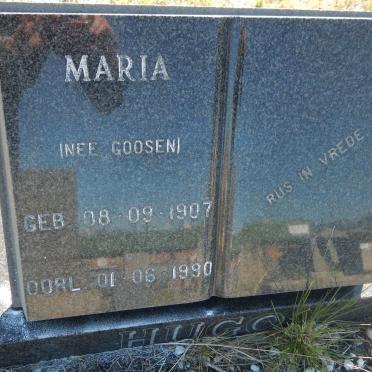 MARIA
(NEE GOOSEN)
GEB 08-09-1907
OORL 01-06-1990
RUS IN VREDE
HUGO